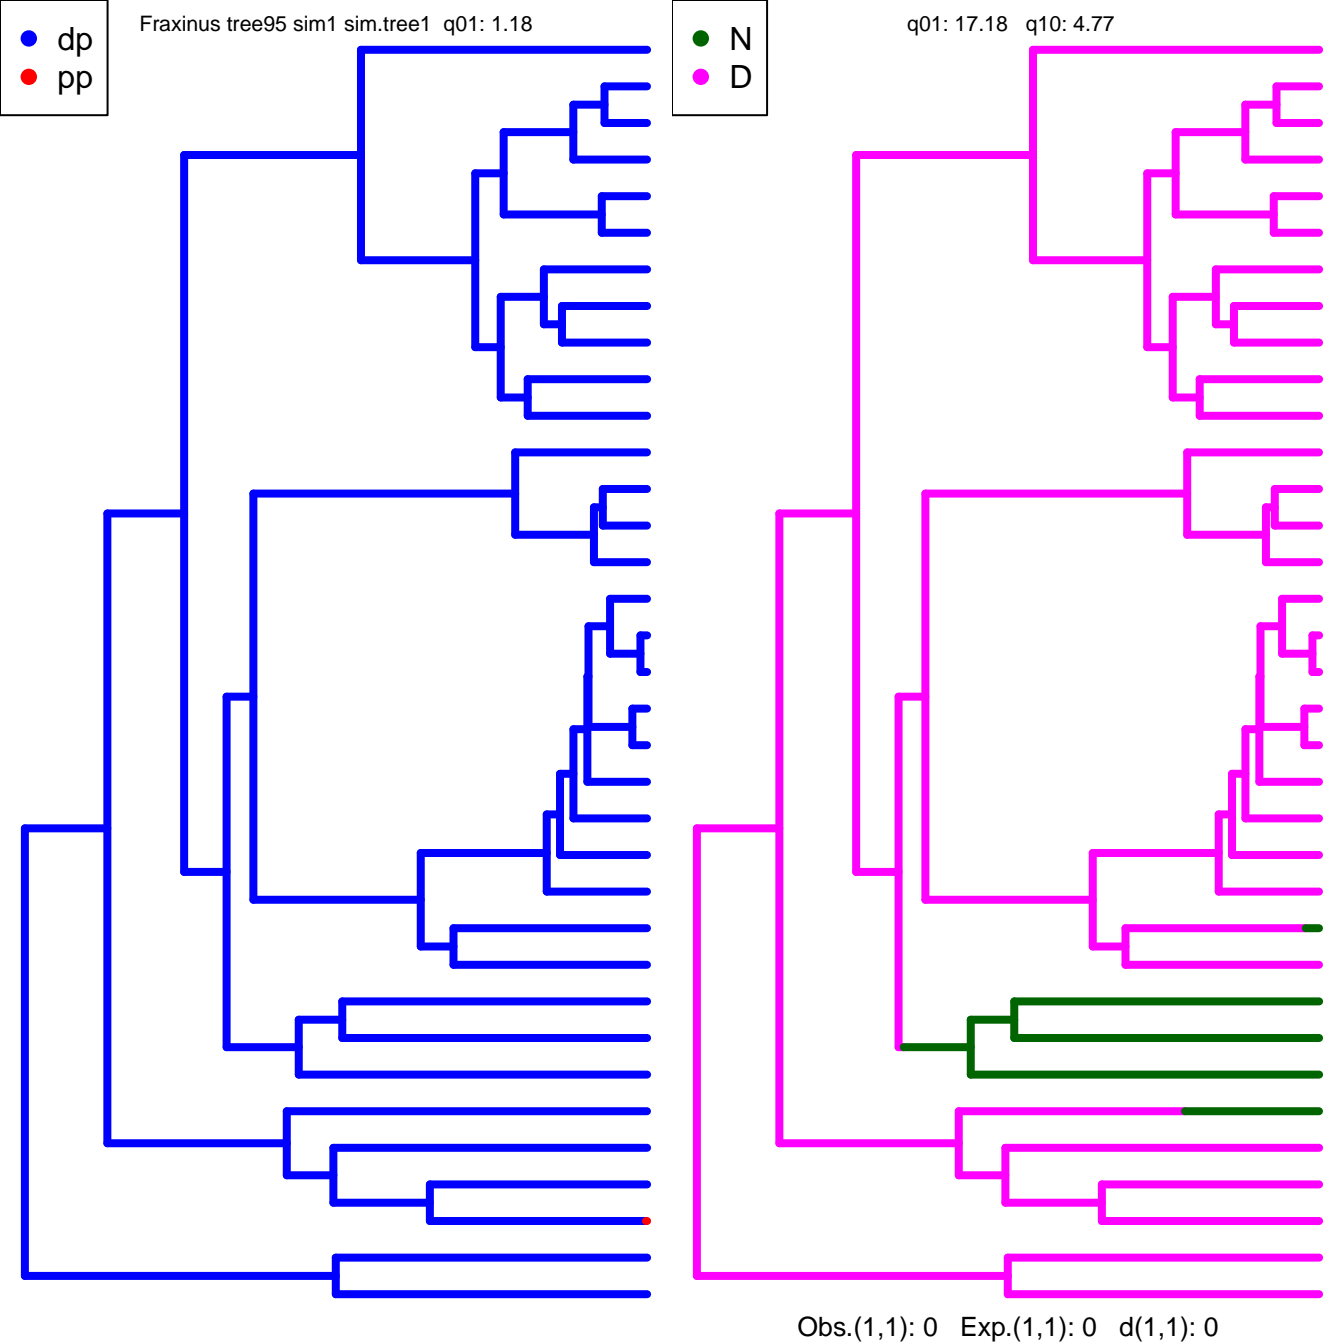 Fraxinus tree95 sim1 sim.tree1 q01: 1.18
dp
pp
q01: 17.18 q10: 4.77
N
D
Obs.(1,1): 0 Exp.(1,1): 0 d(1,1): 0